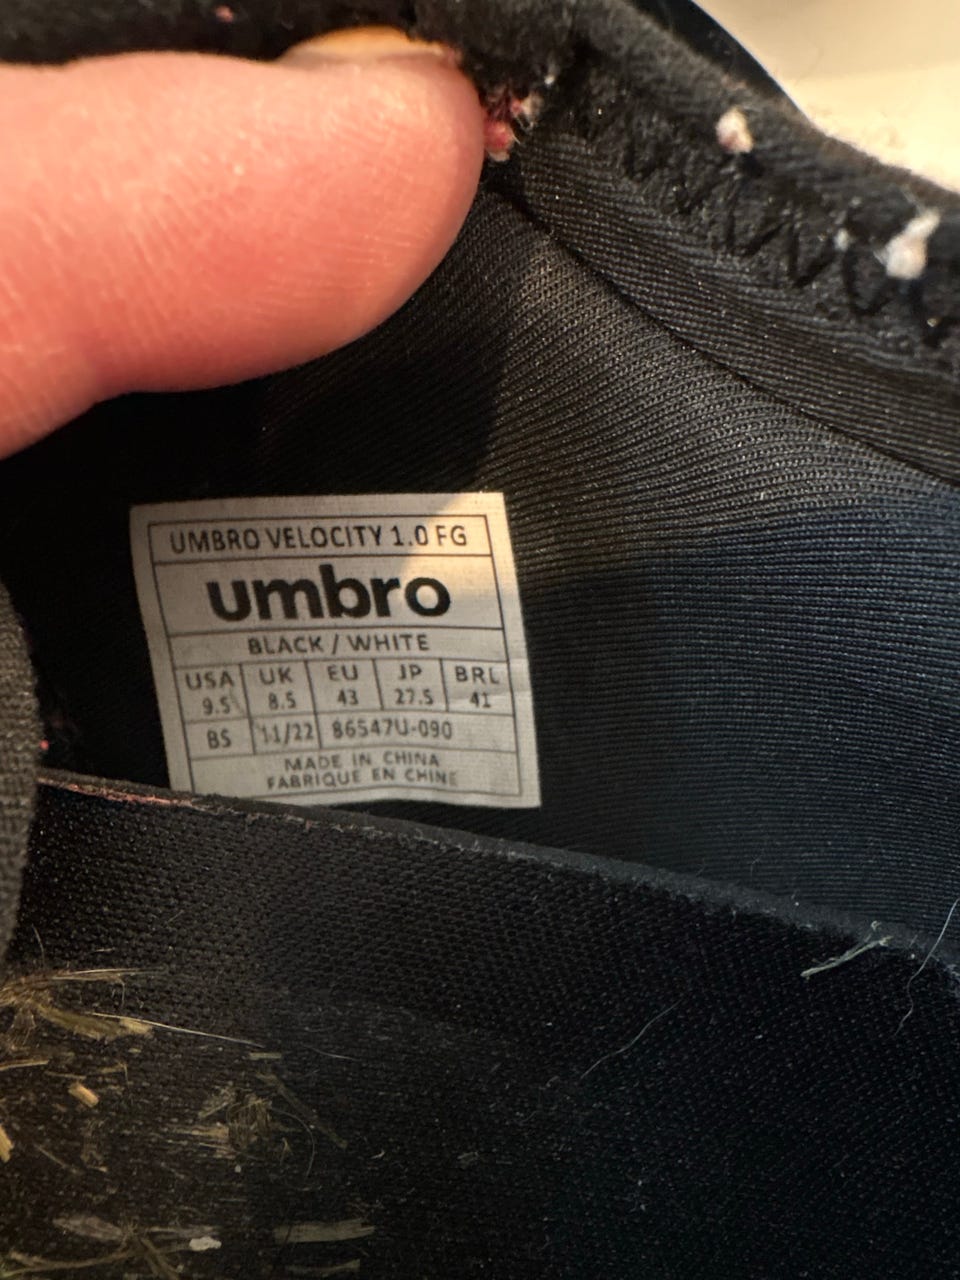 UMBRO VELOCITY 1.0 FG
umbro
BLACK / WHITE
USA UK EU JP BRL
9.5 8.5 43 27.5 41
BS 11/22 86547U-090
MADE IN CHINA
FABRIQUE EN CHINE